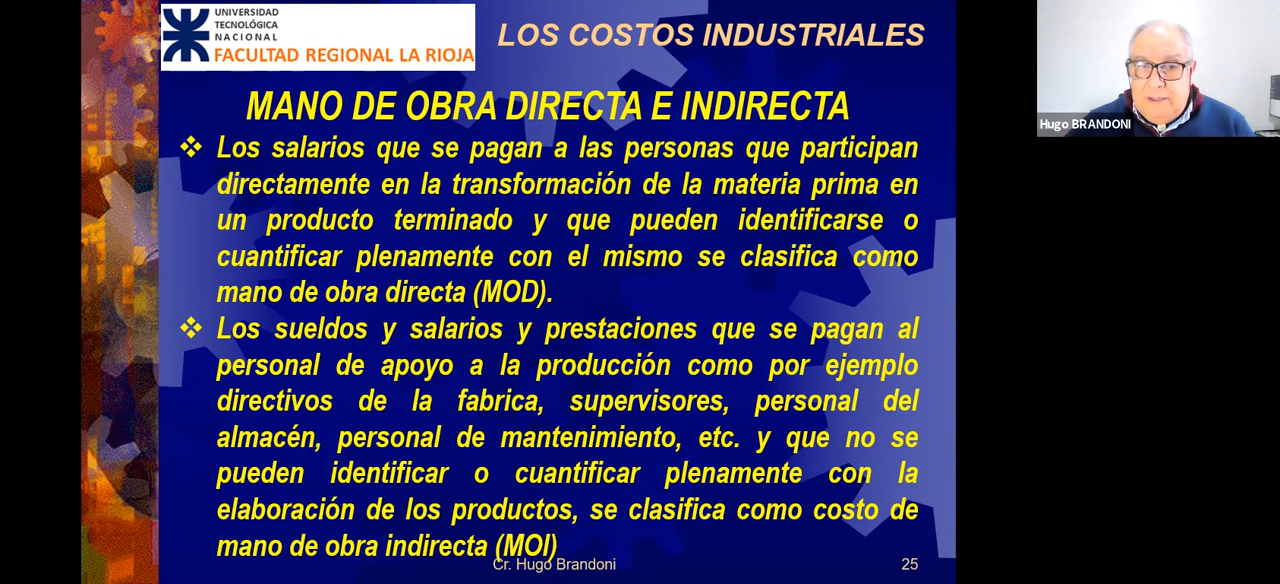 UNIVERSIDAD
TECNOLÓGICA
NACIONAL
FACULTAD REGIONAL LA RIOJA
LOS COSTOS INDUSTRIALES
MANO DE OBRA DIRECTA E INDIRECTA
Los salarios que se pagan a las personas que participan
directamente en la transformación de la materia prima en
un producto terminado y que pueden identificarse o
cuantificar plenamente con el mismo se clasifica como
mano de obra directa (MOD).
Los sueldos y salarios y prestaciones que se pagan al
personal de apoyo a la producción como por ejemplo
directivos de la fabrica, supervisores, personal del
almacén, personal de mantenimiento, etc. y que no se
pueden identificar o cuantificar plenamente con la
elaboración de los productos, se clasifica como costo de
mano de obra indirecta (MOI)
Cr. Hugo Brandoni
25
Hugo BRANDONI